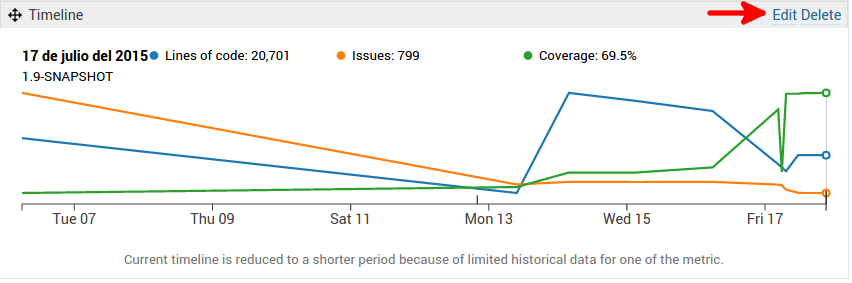 Timeline
Edit Delete
17 de julio del 2015 Lines of code: 20,701 Issues: 799 Coverage: 69.5%
1.9-SNAPSHOT
Tue 07 Thu 09 Sat 11 Mon 13 Wed 15 Fri 17
Current timeline is reduced to a shorter period because of limited historical data for one of the metric.